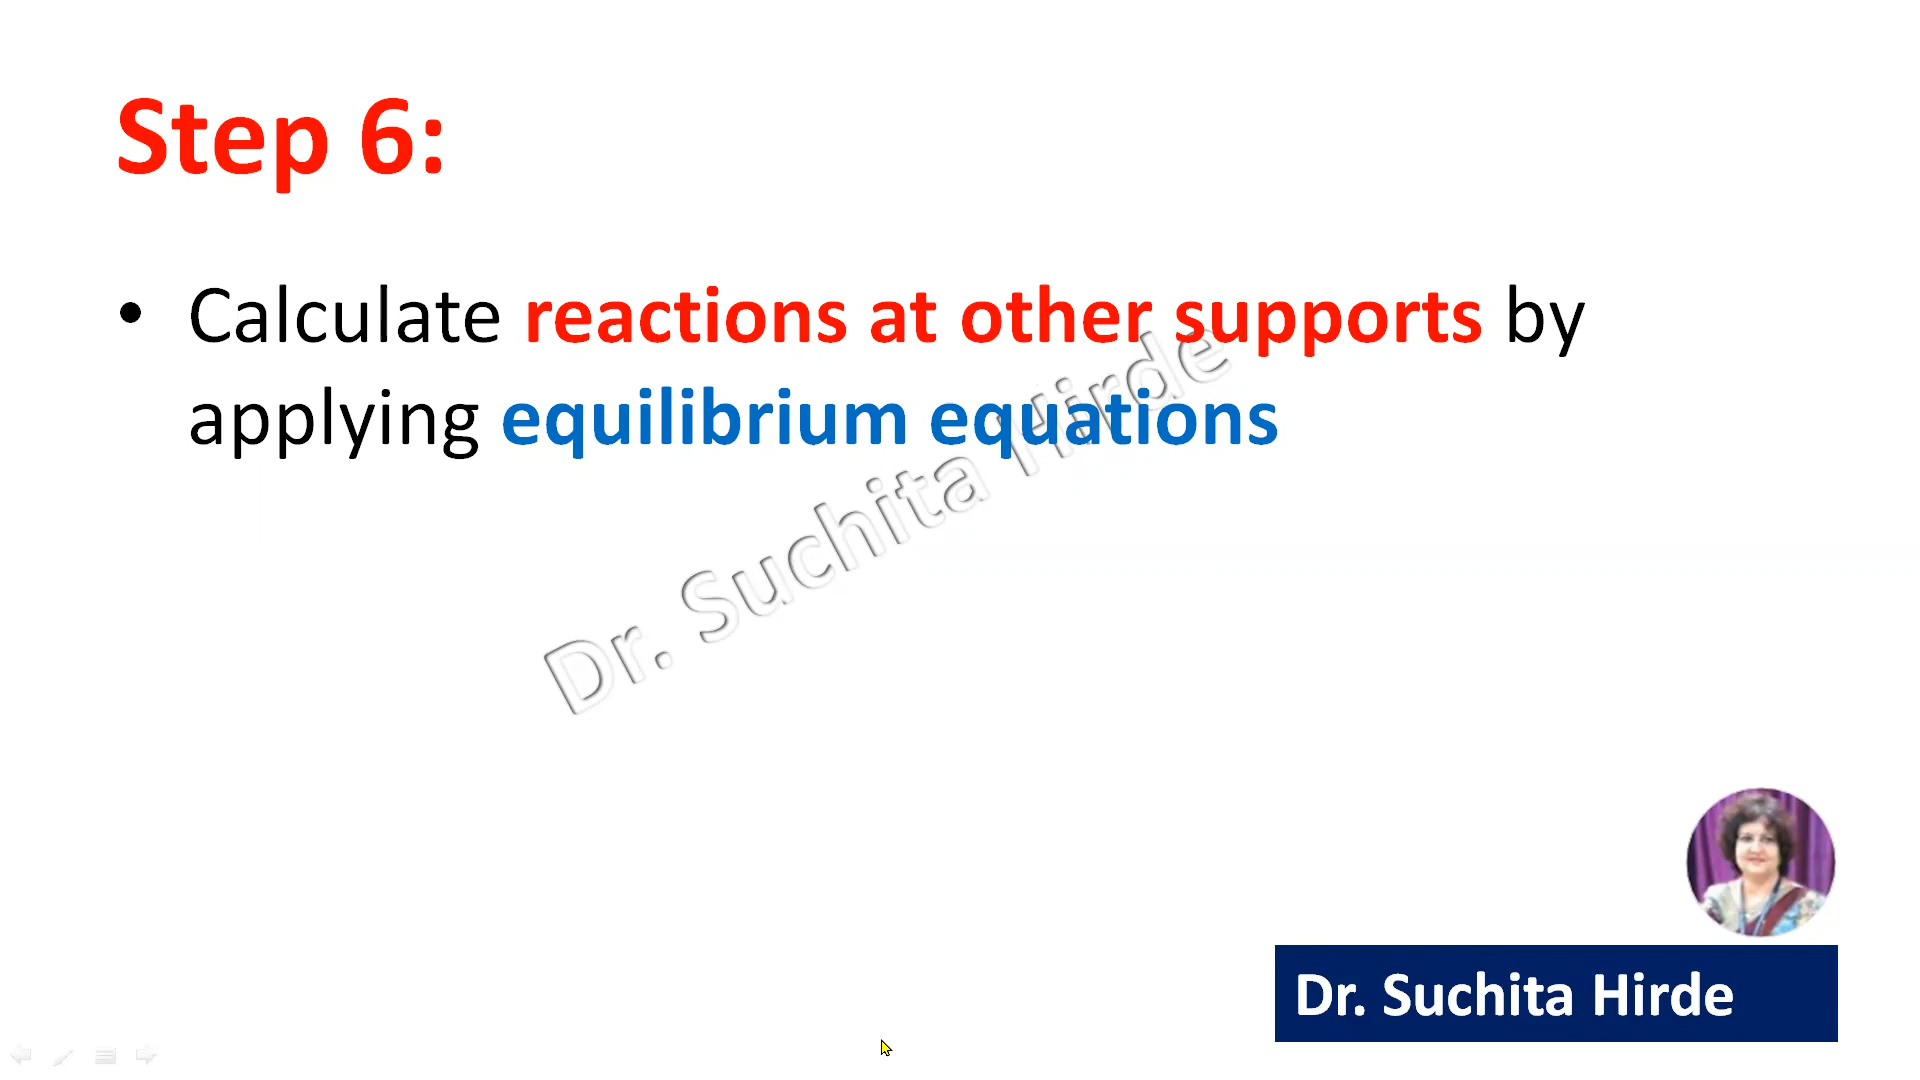 Step 6:
• Calculate reactions at other supports by
applying equilibrium equations
Dr. Suchita Hirde
Dr. Suchita Hirde